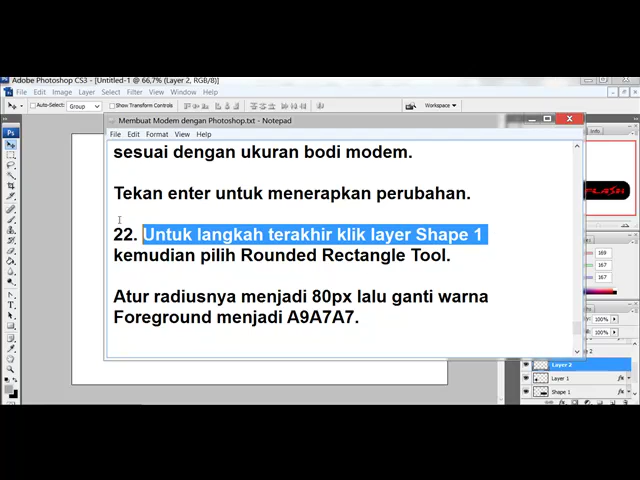 Adobe Photoshop CS3 - [Untitled-1 @ 66,7% (Layer 2, RGB/8)]
File Edit Image Layer Select Filter View Window Help
Auto-Select: Group Show Transform Controls Workspace
Membuat Modem dengan Photoshop.txt - Notepad
File Edit Format View Help
sesuai dengan ukuran bodi modem.
Tekan enter untuk menerapkan perubahan.
22. Untuk langkah terakhir klik layer Shape 1
kemudian pilih Rounded Rectangle Tool.
Atur radiusnya menjadi 80px lalu ganti warna
Foreground menjadi A9A7A7.
Ps
Info
FLASH
169
167
167
100%
Fill: 100%
Layer 2
Layer 1 fx
Shape 1 fx